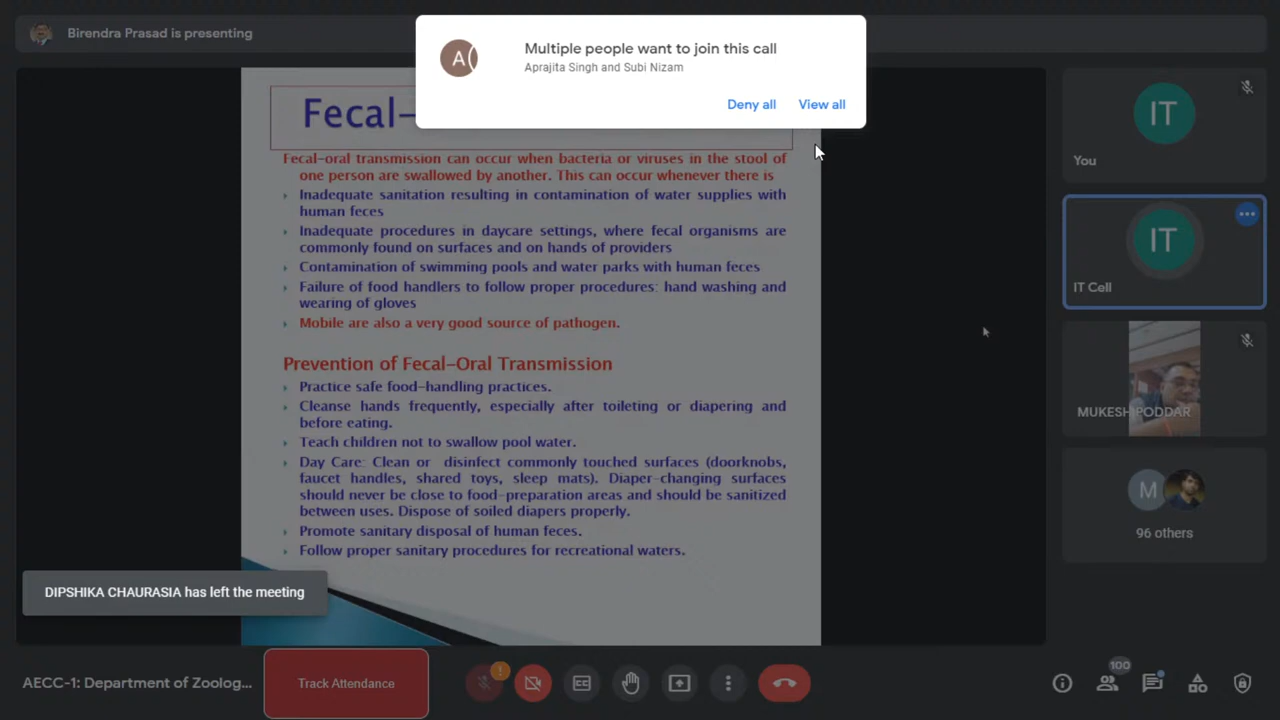 Birendra Prasad is presenting
A(
Multiple people want to join this call
Aprajita Singh and Subi Nizam
Deny all
View all
Fecal-
Fecal-oral transmission can occur when bacteria or viruses in the stool of
one person are swallowed by another. This can occur whenever there is
Inadequate sanitation resulting in contamination of water supplies with
human feces
Inadequate procedures in daycare settings, where fecal organisms are
commonly found on surfaces and on hands of providers
Contamination of swimming pools and water parks with human feces
Failure of food handlers to follow proper procedures: hand washing and
wearing of gloves
Mobile are also a very good source of pathogen.
Prevention of Fecal-Oral Transmission
Practice safe food-handling practices.
Cleanse hands frequently, especially after toileting or diapering and
before eating.
Teach children not to swallow pool water.
Day Care: Clean or disinfect commonly touched surfaces (doorknobs,
faucet handles, shared toys, sleep mats). Diaper-changing surfaces
should never be close to food-preparation areas and should be sanitized
between uses. Dispose of soiled diapers properly.
Promote sanitary disposal of human feces.
Follow proper sanitary procedures for recreational waters.
IT
You
IT
IT Cell
MUKESH PODDAR
M
96 others
DIPSHIKA CHAURASIA has left the meeting
AECC-1: Department of Zoolog...
Track Attendance
!
CC
100